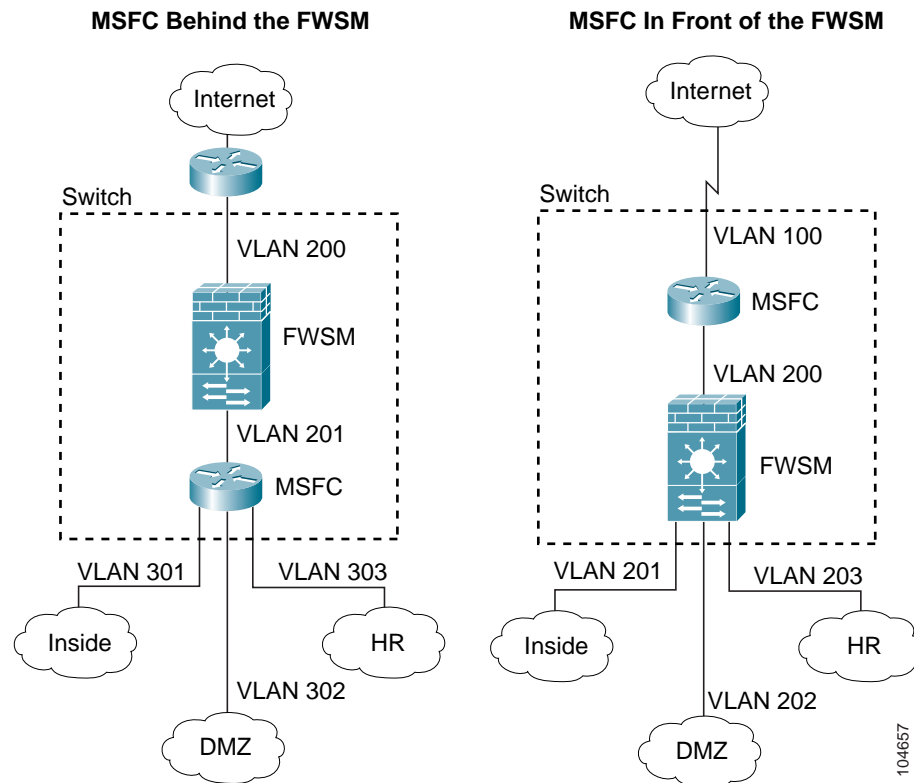 MSFC Behind the FWSM
Internet
Switch
VLAN 200
FWSM
VLAN 201
MSFC
VLAN 301
VLAN 303
Inside
HR
VLAN 302
DMZ
MSFC In Front of the FWSM
Internet
Switch
VLAN 100
MSFC
VLAN 200
FWSM
VLAN 201
VLAN 203
Inside
HR
VLAN 202
DMZ
104657